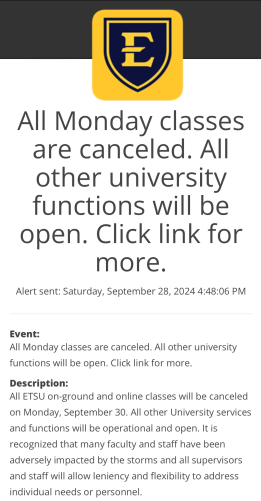 E
All Monday classes
are canceled. All
other university
functions will be
open. Click link for
more.
Alert sent: Saturday, September 28, 2024 4:48:06 PM
Event:
All Monday classes are canceled. All other university
functions will be open. Click link for more.
Description:
All ETSU on-ground and online classes will be canceled
on Monday, September 30. All other University services
and functions will be operational and open. It is
recognized that many faculty and staff have been
adversely impacted by the storms and all supervisors
and staff will allow leniency and flexibility to address
individual needs or personnel.